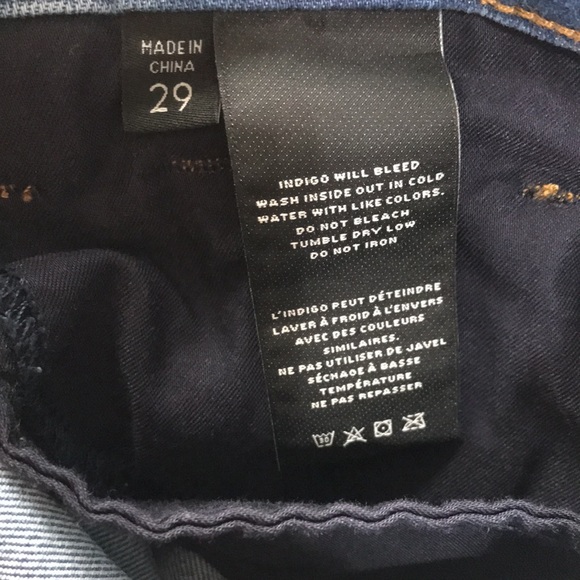 MADE IN
CHINA
29
INDIGO WILL BLEED
WASH INSIDE OUT IN COLD
WATER WITH LIKE COLORS.
DO NOT BLEACH
TUMBLE DRY LOW
DO NOT IRON
L'INDIGO PEUT DÉTEINDRE
LAVER À FROID À L'ENVERS
AVEC DES COULEURS
SIMILAIRES.
NE PAS UTILISER DE JAVEL
SÉCHAGE À BASSE
TEMPÉRATURE
NE PAS REPASSER
30